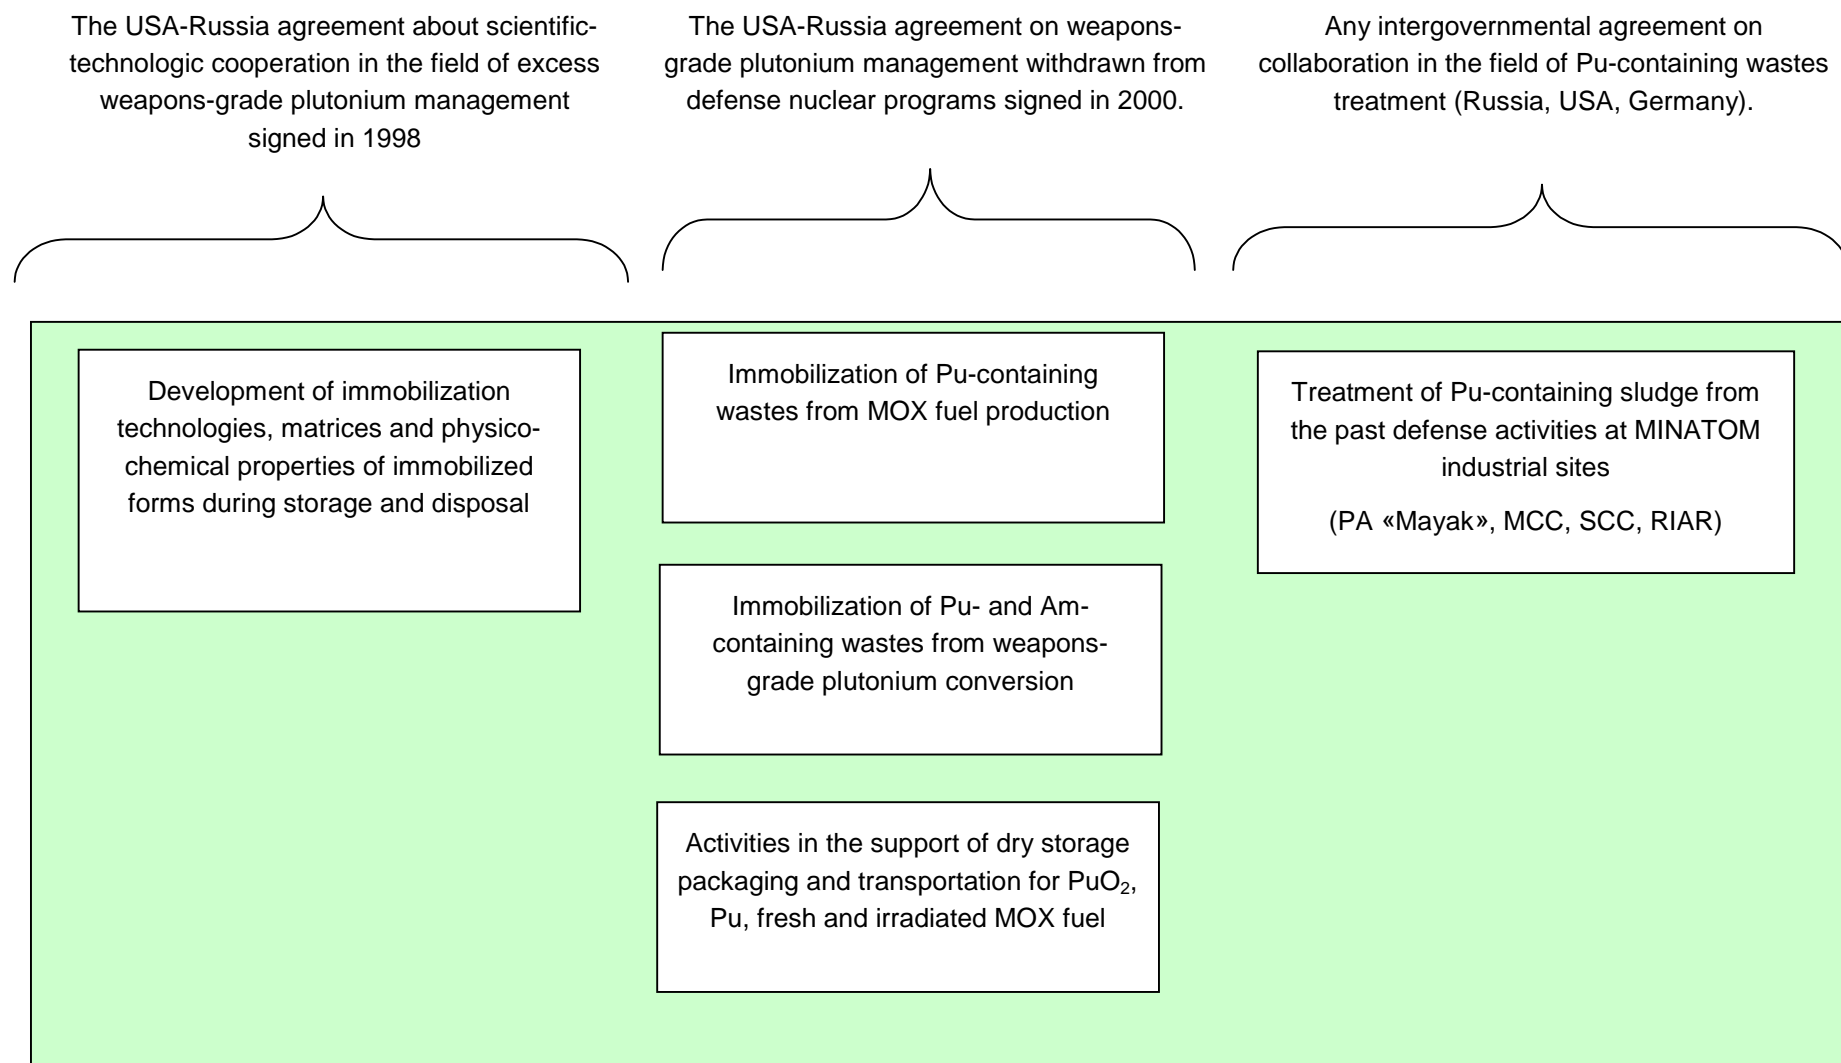 The USA-Russia agreement about scientific-
technologic cooperation in the field of excess
weapons-grade plutonium management
signed in 1998
The USA-Russia agreement on weapons-
grade plutonium management withdrawn from
defense nuclear programs signed in 2000.
Any intergovernmental agreement on
collaboration in the field of Pu-containing wastes
treatment (Russia, USA, Germany).
Development of immobilization
technologies, matrices and physico-
chemical properties of immobilized
forms during storage and disposal
Immobilization of Pu-containing
wastes from MOX fuel production
Immobilization of Pu- and Am-
containing wastes from weapons-
grade plutonium conversion
Activities in the support of dry storage
packaging and transportation for PuO₂,
Pu, fresh and irradiated MOX fuel
Treatment of Pu-containing sludge from
the past defense activities at MINATOM
industrial sites
(PA «Mayak», MCC, SCC, RIAR)